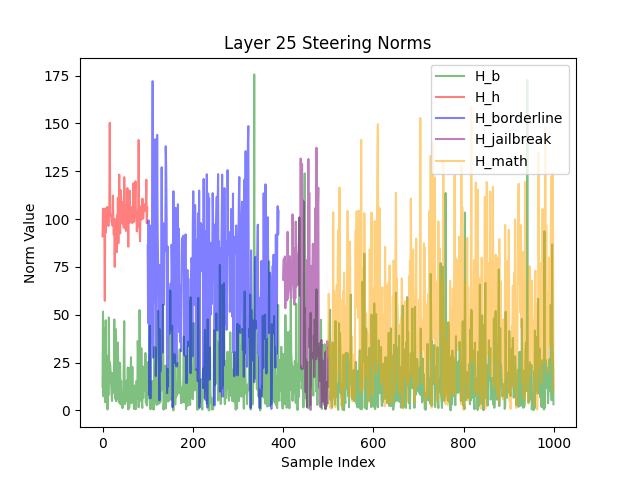 Layer 25 Steering Norms
Norm Value
175
150
125
100
75
50
25
0
H_b
H_h
H_borderline
H_jailbreak
H_math
0 200 400 600 800 1000
Sample Index